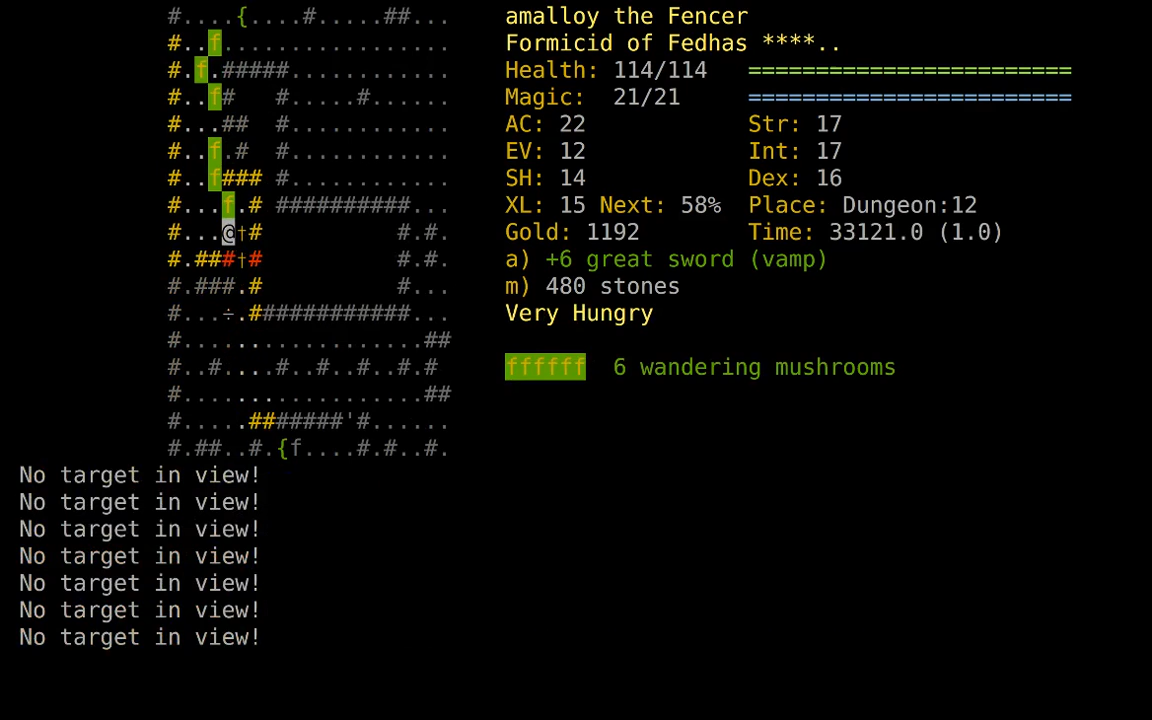 #....{....#.....##...
amalloy the Fencer
#..f.................
Formicid of Fedhas ****..
#.f.#####............
Health: 114/114 ========================
#..f#  #.....#......
Magic:  21/21 ========================
#...##  #............
AC: 22 Str: 17
#..f.#  #............
EV: 12 Int: 17
#..f### #............
SH: 14 Dex: 16
#...f.# ##########...
XL: 15 Next: 58% Place: Dungeon:12
#...@†#          #.#.
Gold: 1192 Time: 33121.0 (1.0)
#.###†#          #.#.
a) +6 great sword (vamp)
#.###.#          #...
m) 480 stones
#...÷.############...
Very Hungry
#..................##
#..#....#..#..#..#.#
ffffff 6 wandering mushrooms
#..................##
#.....#######'#......
#.##..#.{f....#.#..#.
No target in view!
No target in view!
No target in view!
No target in view!
No target in view!
No target in view!
No target in view!